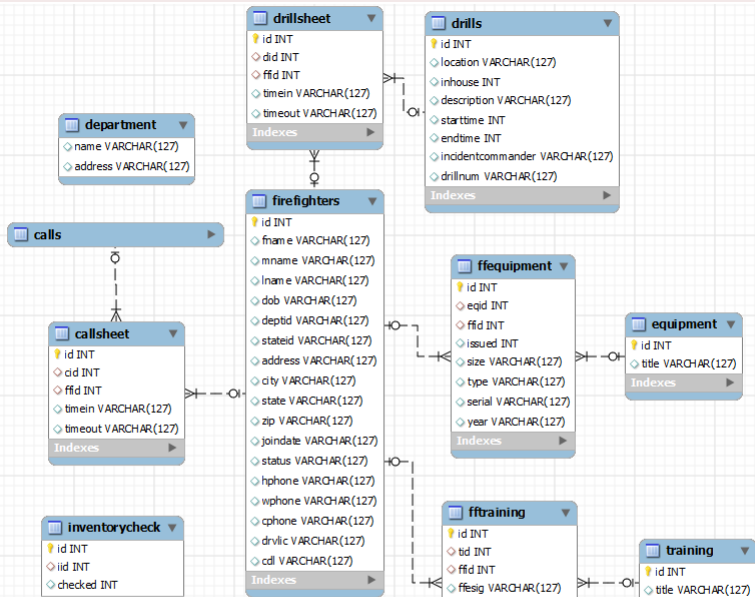 drillsheet
id INT
did INT
ffid INT
timein VARCHAR(127)
timeout VARCHAR(127)
Indexes
drills
id INT
location VARCHAR(127)
inhouse INT
description VARCHAR(127)
starttime INT
endtime INT
incidentcommander VARCHAR(127)
drillnum VARCHAR(127)
Indexes
department
name VARCHAR(127)
address VARCHAR(127)
calls
firefighters
id INT
fname VARCHAR(127)
mname VARCHAR(127)
lname VARCHAR(127)
dob VARCHAR(127)
deptid VARCHAR(127)
stateid VARCHAR(127)
address VARCHAR(127)
city VARCHAR(127)
state VARCHAR(127)
zip VARCHAR(127)
joindate VARCHAR(127)
status VARCHAR(127)
hphone VARCHAR(127)
wphone VARCHAR(127)
cphone VARCHAR(127)
drvlic VARCHAR(127)
cdl VARCHAR(127)
Indexes
ffequipment
id INT
eqid INT
ffid INT
issued INT
size VARCHAR(127)
type VARCHAR(127)
serial VARCHAR(127)
year VARCHAR(127)
Indexes
equipment
id INT
title VARCHAR(127)
Indexes
callsheet
id INT
cid INT
ffid INT
timein VARCHAR(127)
timeout VARCHAR(127)
Indexes
inventorycheck
id INT
iid INT
checked INT
fftraining
id INT
tid INT
ffid INT
ffesig VARCHAR(127)
training
id INT
title VARCHAR(127)